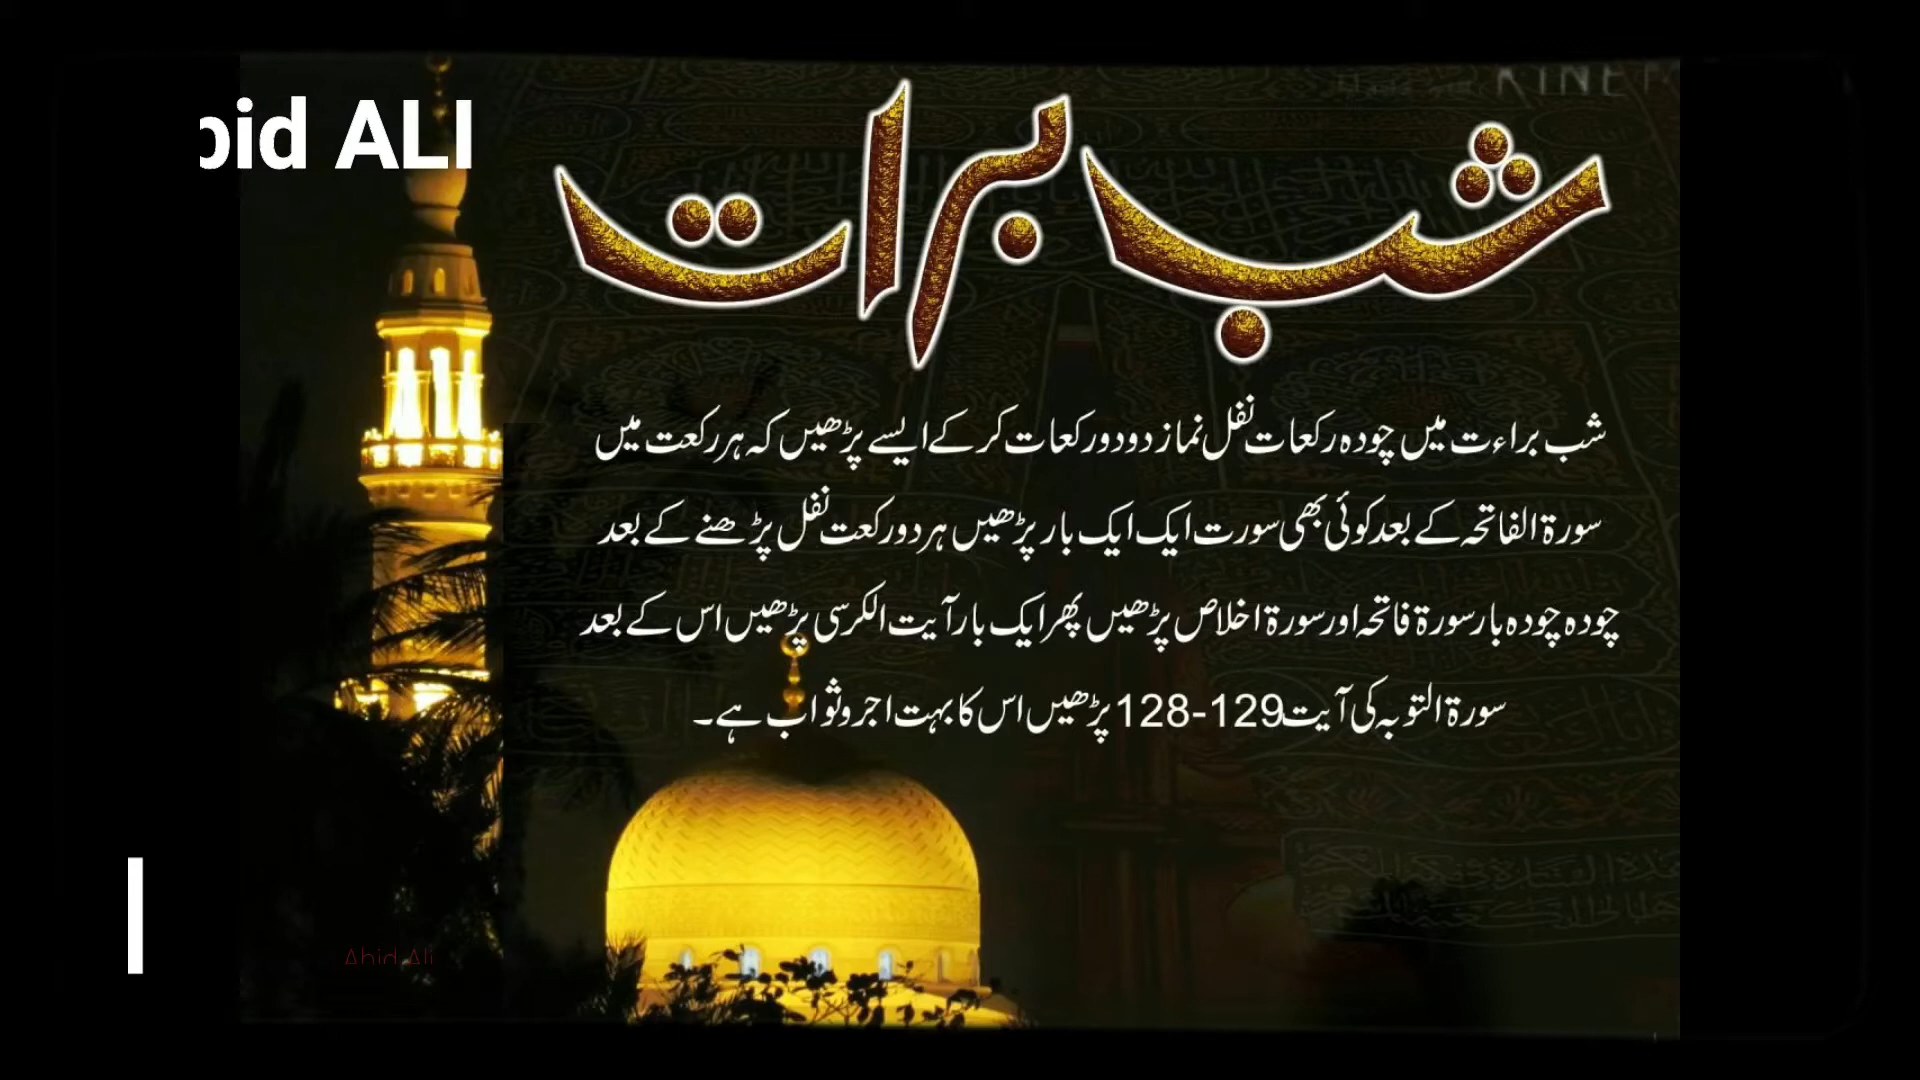 bid ALI
شب برات
شب براءت میں چودہ رکعات نفل نماز دو دو رکعات کر کے ایسے پڑھیں کہ ہر رکعت میں
سورۃ الفاتحہ کے بعد کوئی بھی سورت ایک ایک بار پڑھیں ہر دو رکعت نفل پڑھنے کے بعد
چودہ چودہ بار سورۃ فاتحہ اور سورۃ اخلاص پڑھیں پھر ایک بار آیت الکرسی پڑھیں اس کے بعد
سورۃ التوبہ کی آیت 129-128 پڑھیں اس کا بہت اجر و ثواب ہے۔
Abid Ali